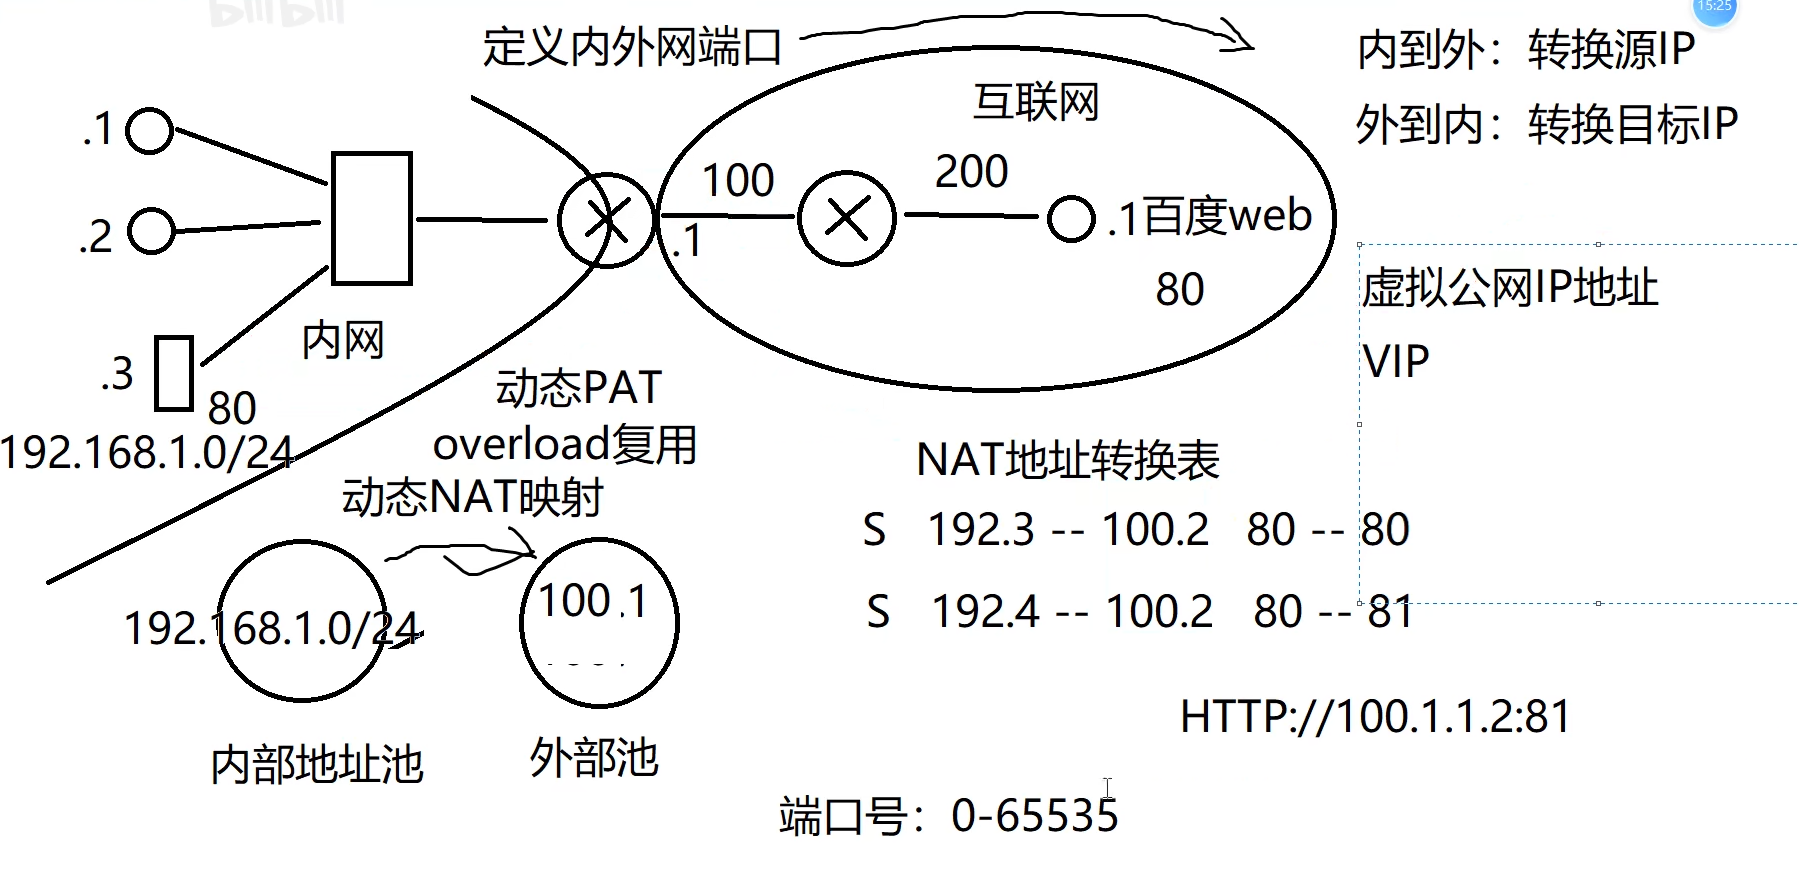 bilibili
15:25
定义内外网端口
内到外：转换源IP
外到内：转换目标IP
互联网
.1
.2
.3
80
内网
192.168.1.0/24
100
.1
200
.1百度web
80
虚拟公网IP地址
VIP
动态PAT
overload复用
动态NAT映射
192.168.1.0/24
100.1
内部地址池
外部池
NAT地址转换表
S 192.3 -- 100.2 80 -- 80
S 192.4 -- 100.2 80 -- 81
HTTP://100.1.1.2:81
端口号：0-65535